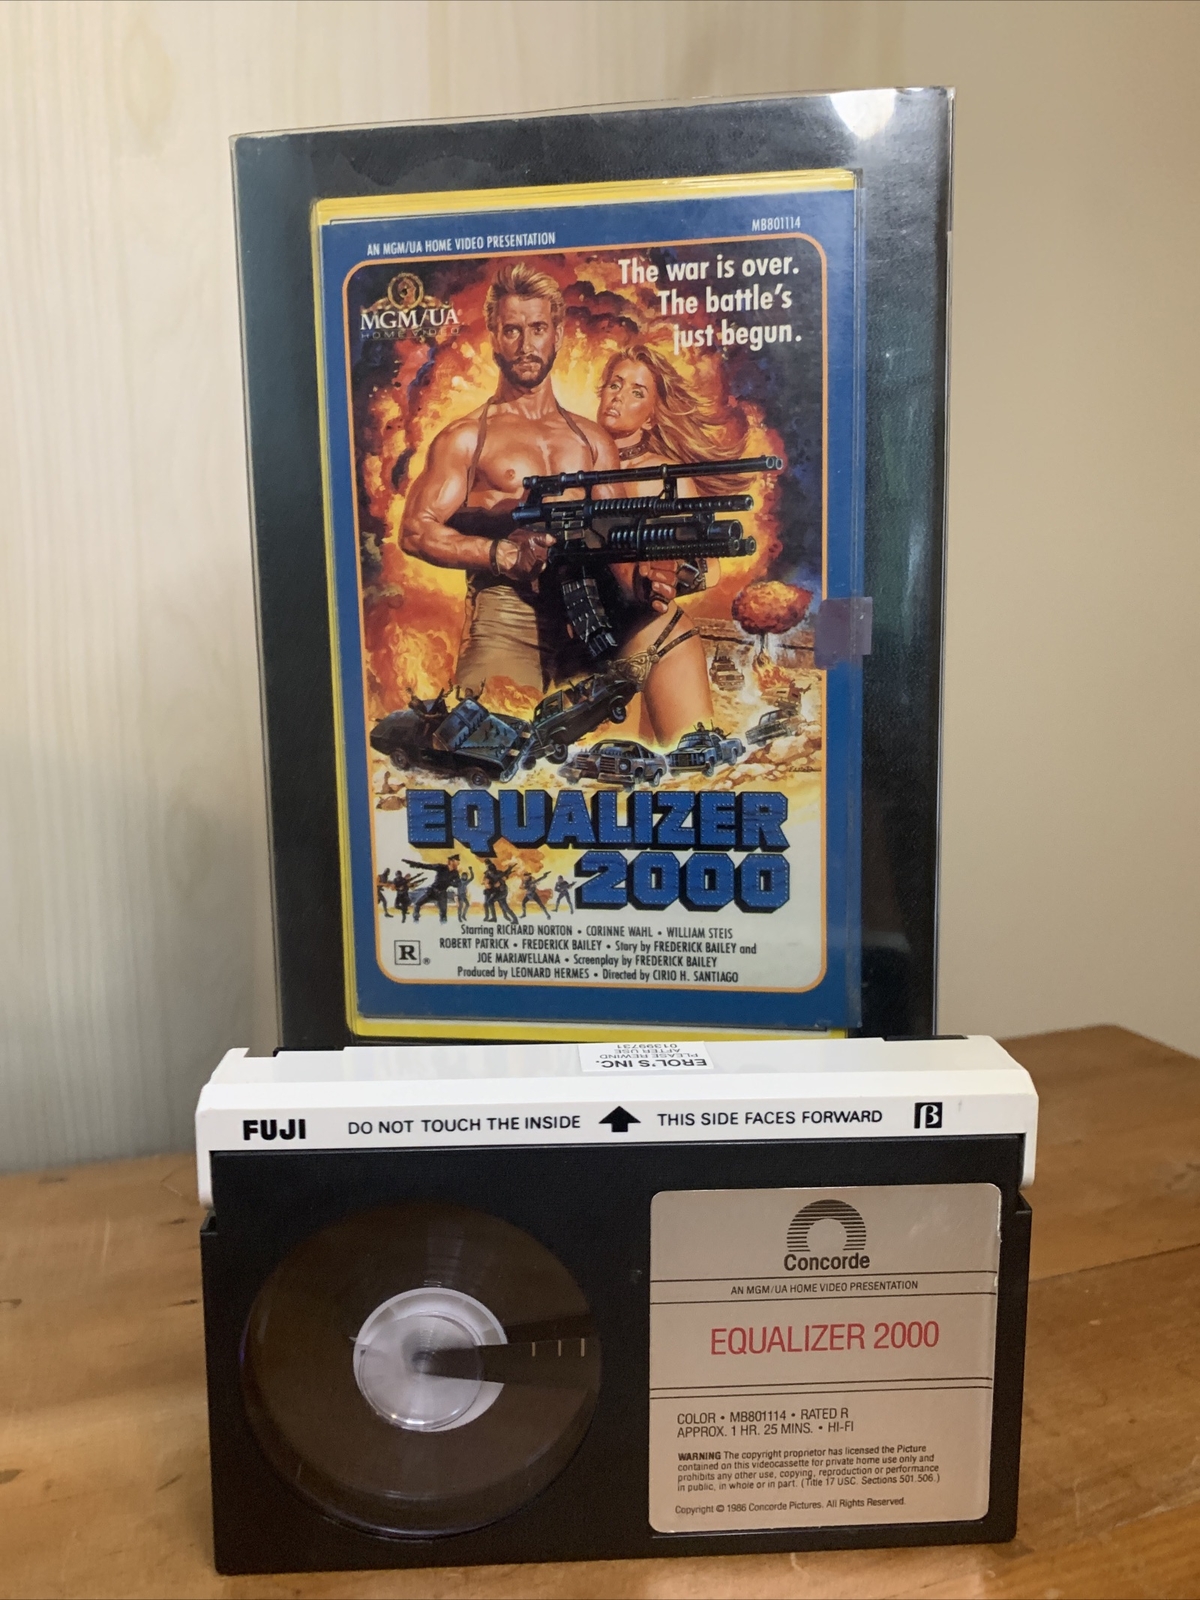 MB801114
AN MGM/UA HOME VIDEO PRESENTATION
The war is over.
The battle's
just begun.
MGM/UA
HOME VIDEO
EQUALIZER
2000
Starring RICHARD NORTON • CORINNE WAHL • WILLIAM STEIS
ROBERT PATRICK • FREDERICK BAILEY • Story by FREDERICK BAILEY and
JOE MARIAVELLANA • Screenplay by FREDERICK BAILEY
Produced by LEONARD HERMES • Directed by CIRIO H. SANTIAGO
R®
EROL'S INC.
PLEASE REWIND
AFTER USE
01399731
FUJI DO NOT TOUCH THE INSIDE THIS SIDE FACES FORWARD β
Concorde
AN MGM/UA HOME VIDEO PRESENTATION
EQUALIZER 2000
COLOR • MB801114 • RATED R
APPROX. 1 HR. 25 MINS. • HI-FI
WARNING The copyright proprietor has licensed the Picture
contained on this videocassette for private home use only and
prohibits any other use, copying, reproduction or performance
in public, in whole or in part. (Title 17 USC. Sections 501.506.)
Copyright © 1986 Concorde Pictures. All Rights Reserved.